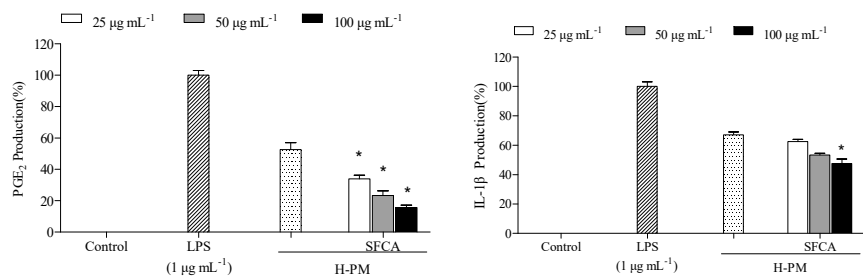 25 μg mL⁻¹ 50 μg mL⁻¹ 100 μg mL⁻¹
PGE₂ Production(%)
120
100
80
60
40
20
0
* * *
Control LPS SFCA
(1 μg mL⁻¹) H-PM
25 μg mL⁻¹ 50 μg mL⁻¹ 100 μg mL⁻¹
IL-1β Production(%)
120
100
80
60
40
20
0
*
Control LPS SFCA
(1 μg mL⁻¹) H-PM